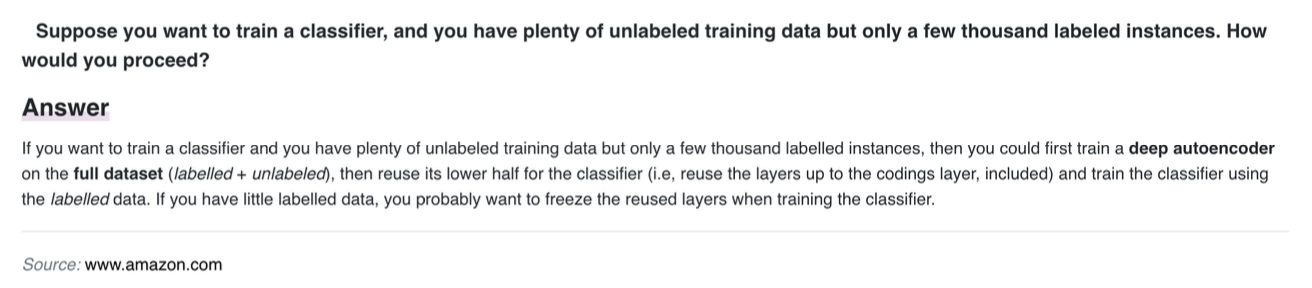 Suppose you want to train a classifier, and you have plenty of unlabeled training data but only a few thousand labeled instances. How
would you proceed?
Answer
If you want to train a classifier and you have plenty of unlabeled training data but only a few thousand labelled instances, then you could first train a deep autoencoder
on the full dataset (labelled + unlabeled), then reuse its lower half for the classifier (i.e, reuse the layers up to the codings layer, included) and train the classifier using
the labelled data. If you have little labelled data, you probably want to freeze the reused layers when training the classifier.
Source: www.amazon.com